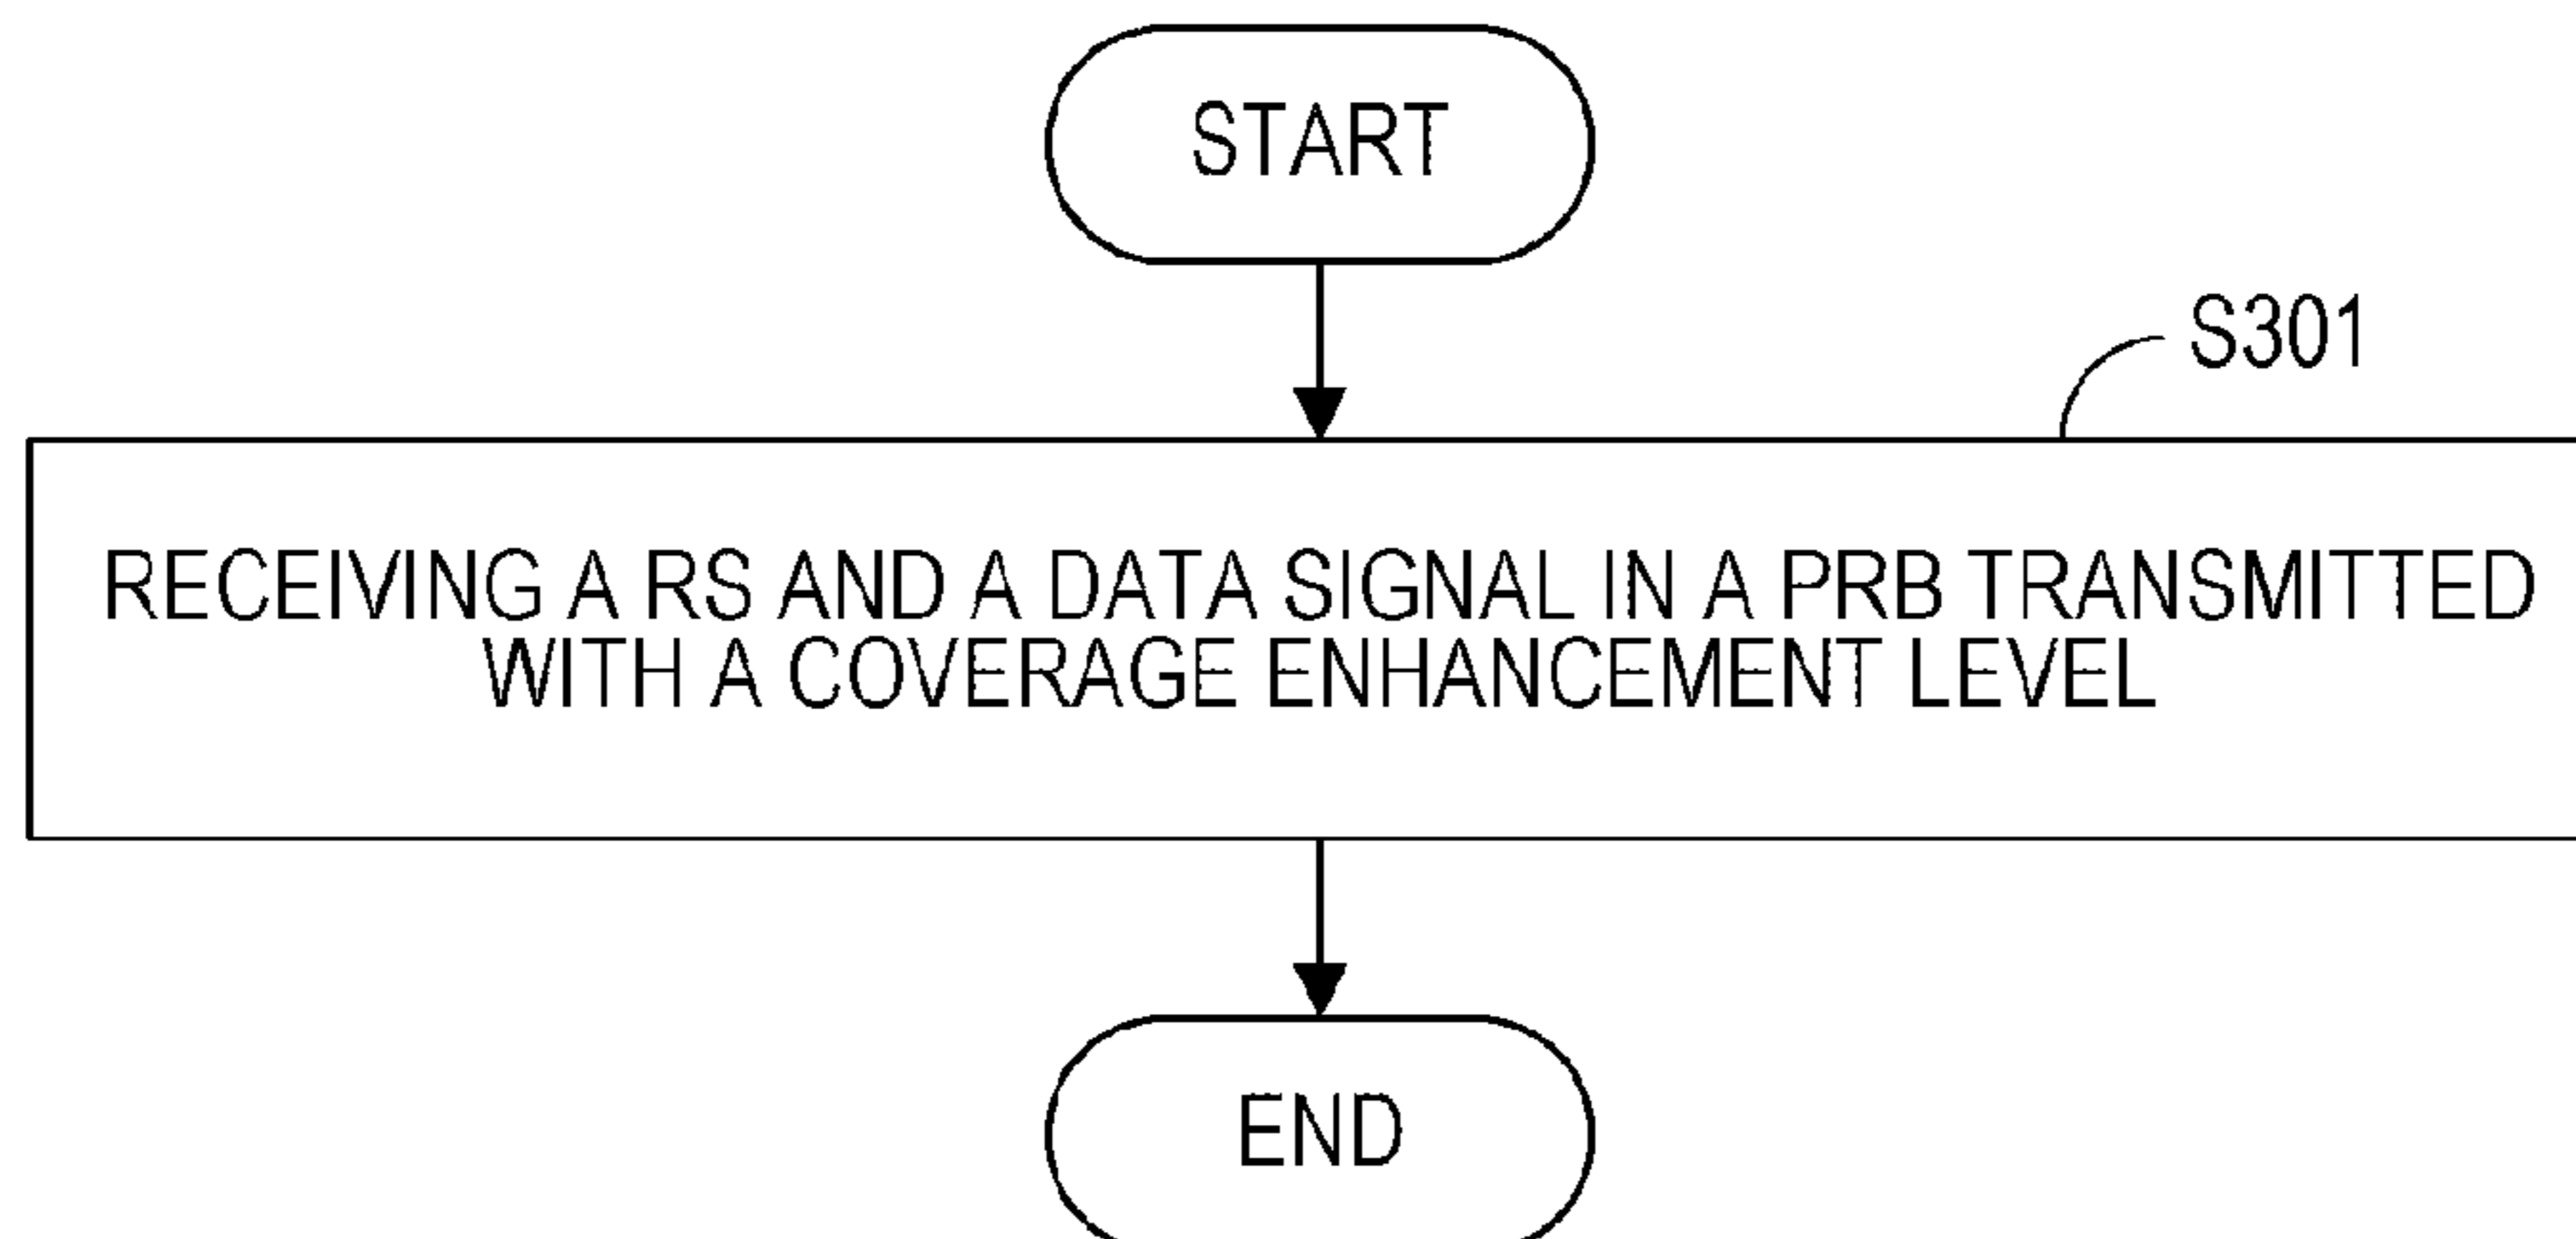 START
S301
RECEIVING A RS AND A DATA SIGNAL IN A PRB TRANSMITTED
WITH A COVERAGE ENHANCEMENT LEVEL
END